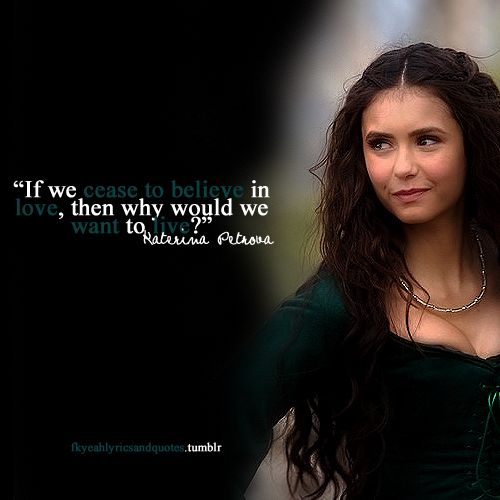 “If we cease to believe in
love, then why would we
want to live?”
Katerina Petrova
fkyeahlyricsandquotes.tumblr